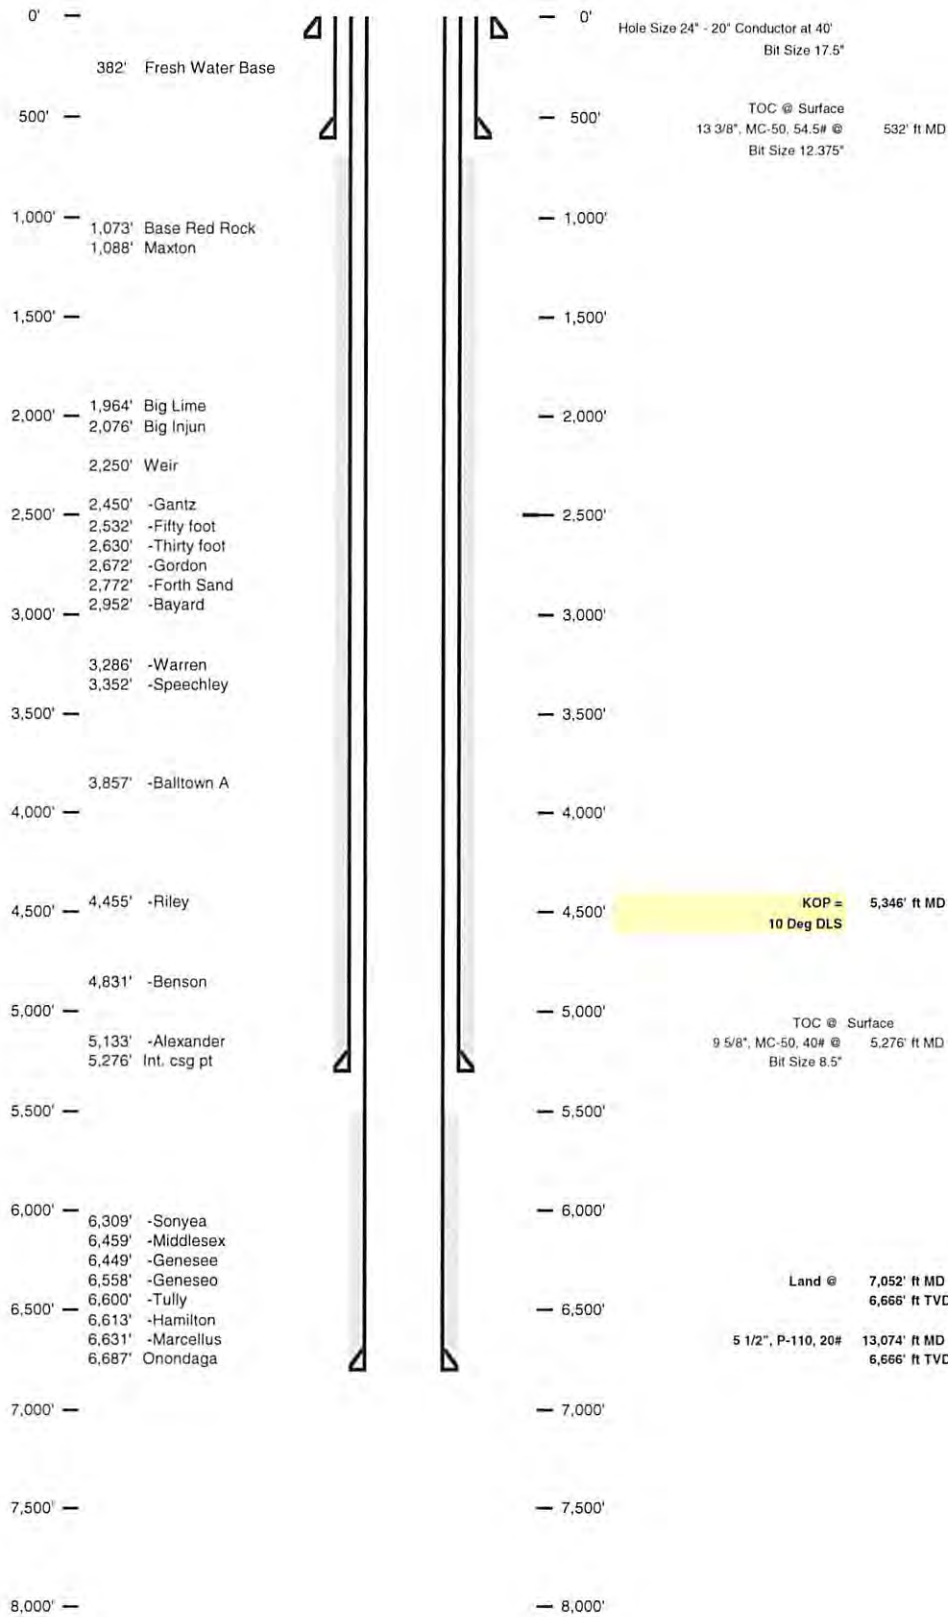 0' 0'
Hole Size 24" - 20" Conductor at 40'
Bit Size 17.5"
382' Fresh Water Base
TOC @ Surface
500' 500'
13 3/8", MC-50, 54.5# @ 532' ft MD
Bit Size 12.375"
1,000' 1,000'
1,073' Base Red Rock
1,088' Maxton
1,500' 1,500'
1,964' Big Lime
2,000' 2,000'
2,076' Big Injun
2,250' Weir
2,450' -Gantz
2,500' 2,500'
2,532' -Fifty foot
2,630' -Thirty foot
2,672' -Gordon
2,772' -Forth Sand
2,952' -Bayard
3,000' 3,000'
3,286' -Warren
3,352' -Speechley
3,500' 3,500'
3,857' -Balltown A
4,000' 4,000'
4,455' -Riley
KOP = 5,346' ft MD
4,500' 4,500'
10 Deg DLS
4,831' -Benson
5,000' 5,000'
TOC @ Surface
5,133' -Alexander
9 5/8", MC-50, 40# @ 5,276' ft MD
5,276' Int. csg pt
Bit Size 8.5"
5,500' 5,500'
6,000' 6,000'
6,309' -Sonyea
6,459' -Middlesex
6,449' -Genesee
6,558' -Geneseo
Land @ 7,052' ft MD
6,600' -Tully
6,666' ft TVD
6,500' 6,500'
6,613' -Hamilton
6,631' -Marcellus
5 1/2", P-110, 20# 13,074' ft MD
6,687' Onondaga
6,666' ft TVD
7,000' 7,000'
7,500' 7,500'
8,000' 8,000'